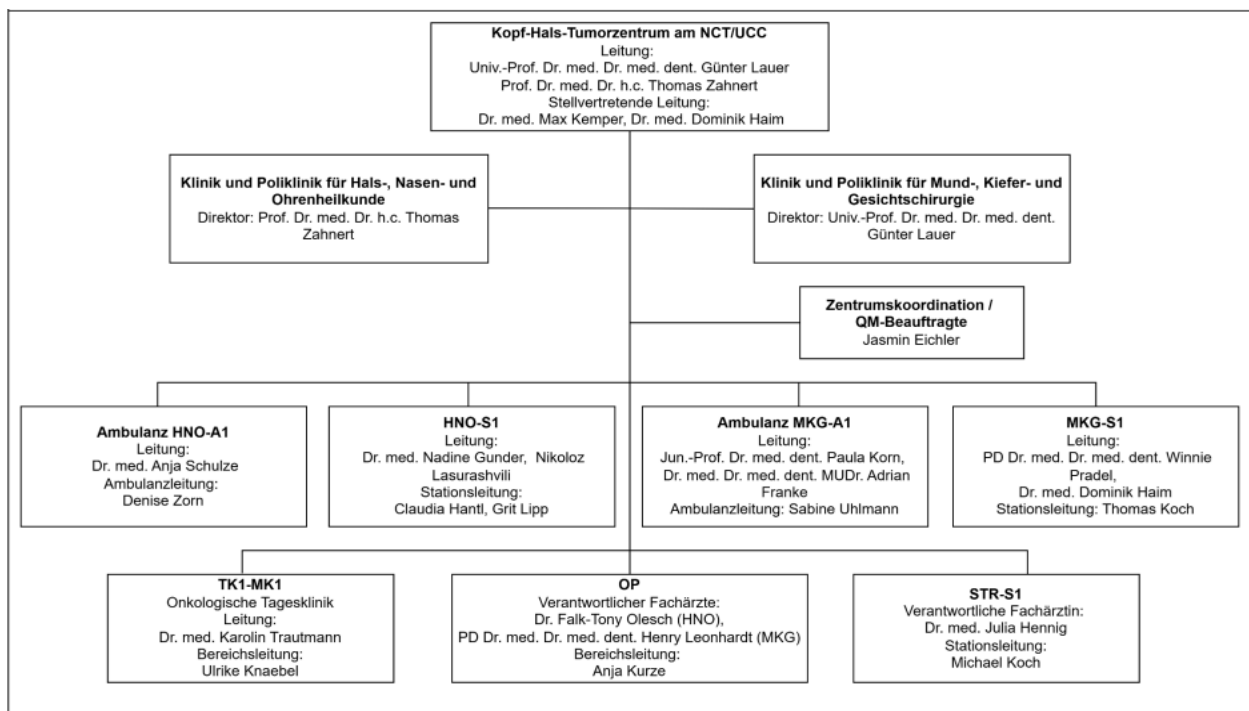 Kopf-Hals-Tumorzentrum am NCT/UCC
Leitung:
Univ.-Prof. Dr. med. Dr. med. dent. Günter Lauer
Prof. Dr. med. Dr. h.c. Thomas Zahnert
Stellvertretende Leitung:
Dr. med. Max Kemper, Dr. med. Dominik Haim
Klinik und Poliklinik für Hals-, Nasen- und
Ohrenheilkunde
Direktor: Prof. Dr. med. Dr. h.c. Thomas
Zahnert
Klinik und Poliklinik für Mund-, Kiefer- und
Gesichtschirurgie
Direktor: Univ.-Prof. Dr. med. Dr. med. dent.
Günter Lauer
Zentrumskoordination /
QM-Beauftragte
Jasmin Eichler
Ambulanz HNO-A1
Leitung:
Dr. med. Anja Schulze
Ambulanzleitung:
Denise Zorn
HNO-S1
Leitung:
Dr. med. Nadine Gunder, Nikoloz
Lasurashvili
Stationsleitung:
Claudia Hantl, Grit Lipp
Ambulanz MKG-A1
Leitung:
Jun.-Prof. Dr. med. dent. Paula Korn,
Dr. med. Dr. med. dent. MUDr. Adrian
Franke
Ambulanzleitung: Sabine Uhlmann
MKG-S1
Leitung:
PD Dr. med. Dr. med. dent. Winnie
Pradel,
Dr. med. Dominik Haim
Stationsleitung: Thomas Koch
TK1-MK1
Onkologische Tagesklinik
Leitung:
Dr. med. Karolin Trautmann
Bereichsleitung:
Ulrike Knaebel
OP
Verantwortlicher Fachärzte:
Dr. Falk-Tony Olesch (HNO),
PD Dr. med. Dr. med. dent. Henry Leonhardt (MKG)
Bereichsleitung:
Anja Kurze
STR-S1
Verantwortliche Fachärztin:
Dr. med. Julia Hennig
Stationsleitung:
Michael Koch